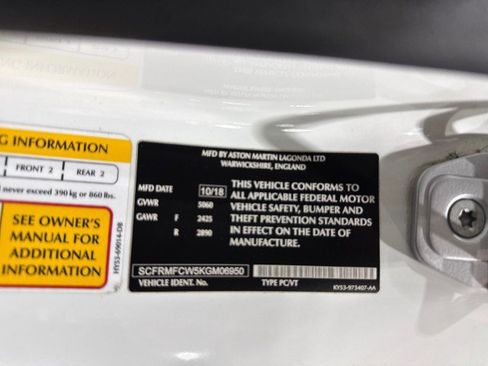 G INFORMATION
FRONT 2 REAR 2
never exceed 390 kg or 860 lbs.
SEE OWNER'S
MANUAL FOR
ADDITIONAL
INFORMATION
HY53-69014-DB
MFD BY ASTON MARTIN LAGONDA LTD
WARWICKSHIRE, ENGLAND
MFD DATE 10/18
GVWR 5060
GAWR F 2425
R 2890
THIS VEHICLE CONFORMS TO
ALL APPLICABLE FEDERAL MOTOR
VEHICLE SAFETY, BUMPER AND
THEFT PREVENTION STANDARDS
IN EFFECT ON THE DATE OF
MANUFACTURE.
SCFRMFCW5KGM06950
VEHICLE IDENT. No. TYPE PC/VT
KY53-973407-AA